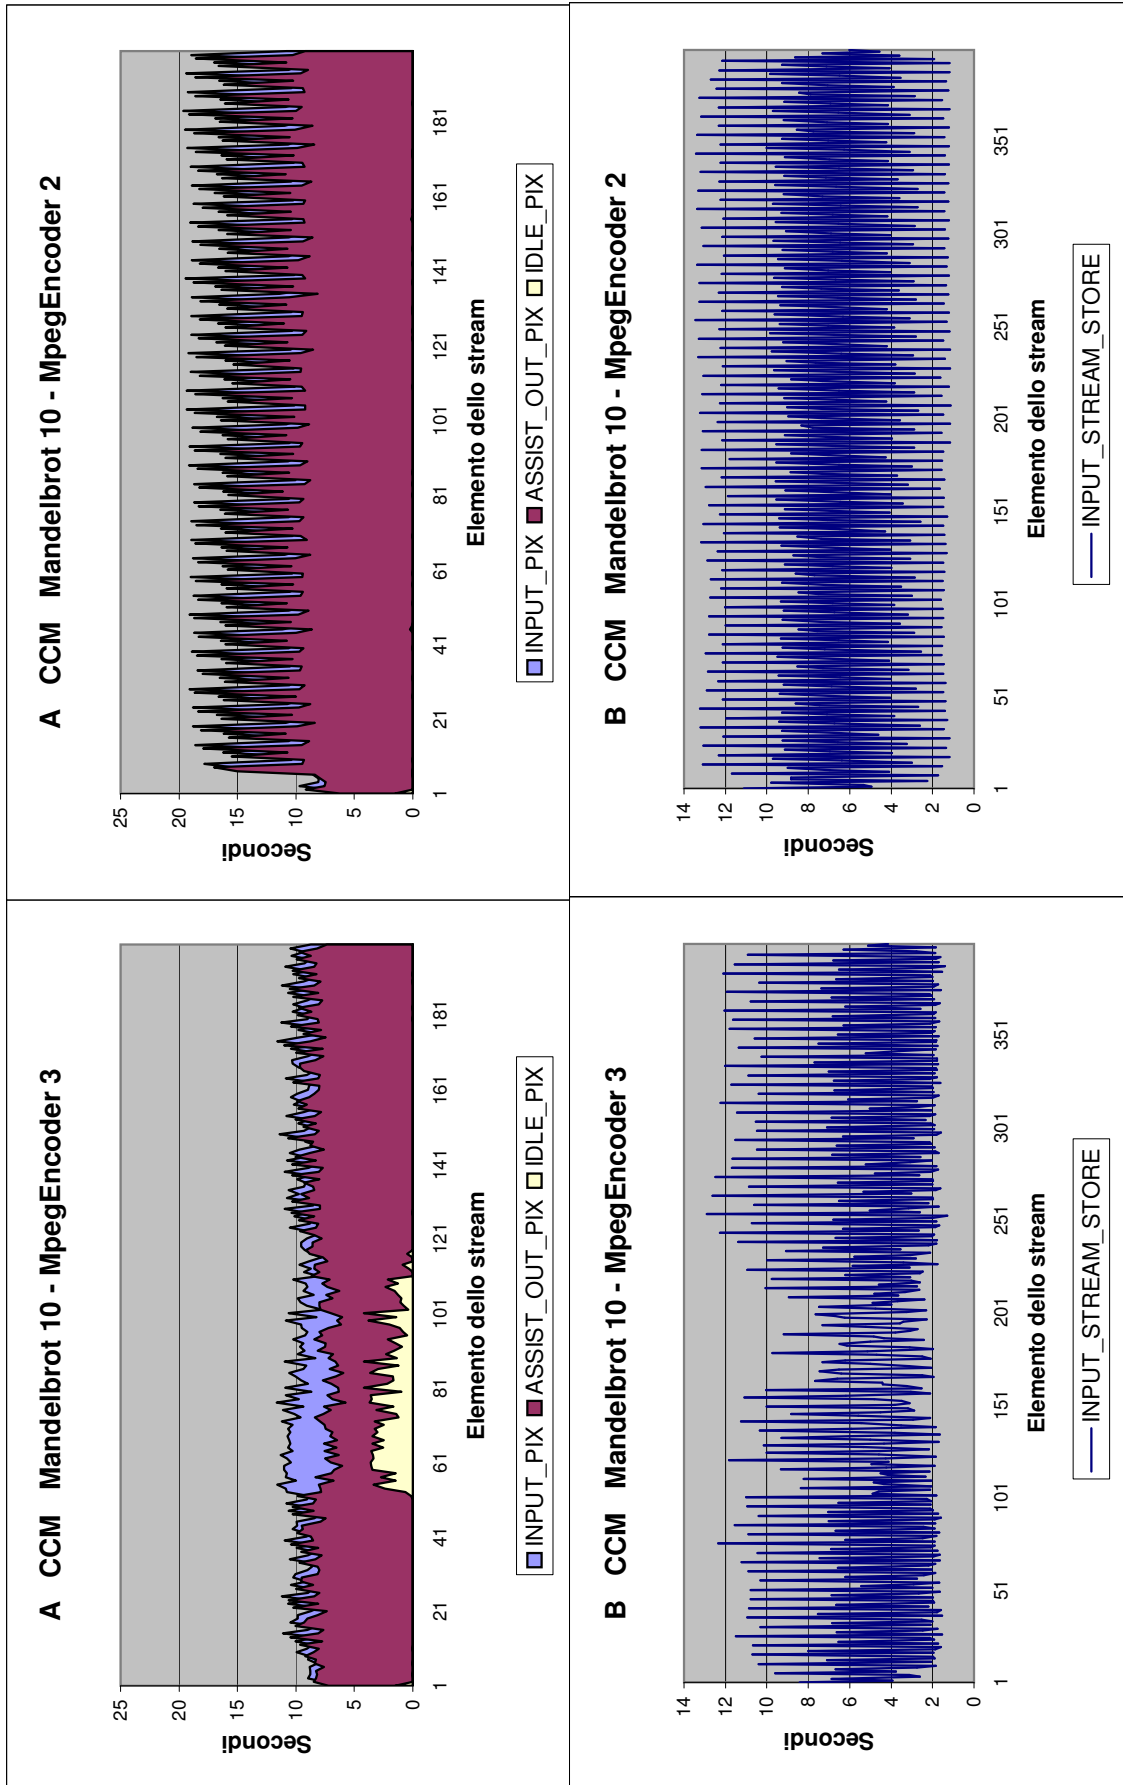 A CCM Mandelbrot 10 - MpegEncoder 3
25
20
15
10
5
0
Secondi
1 21 41 61 81 101 121 141 161 181
Elemento dello stream
INPUT_PIX ASSIST_OUT_PIX IDLE_PIX
A CCM Mandelbrot 10 - MpegEncoder 2
25
20
15
10
5
0
Secondi
1 21 41 61 81 101 121 141 161 181
Elemento dello stream
INPUT_PIX ASSIST_OUT_PIX IDLE_PIX
B CCM Mandelbrot 10 - MpegEncoder 3
14
12
10
8
6
4
2
0
Secondi
1 51 101 151 201 251 301 351
Elemento dello stream
INPUT_STREAM_STORE
B CCM Mandelbrot 10 - MpegEncoder 2
14
12
10
8
6
4
2
0
Secondi
1 51 101 151 201 251 301 351
Elemento dello stream
INPUT_STREAM_STORE